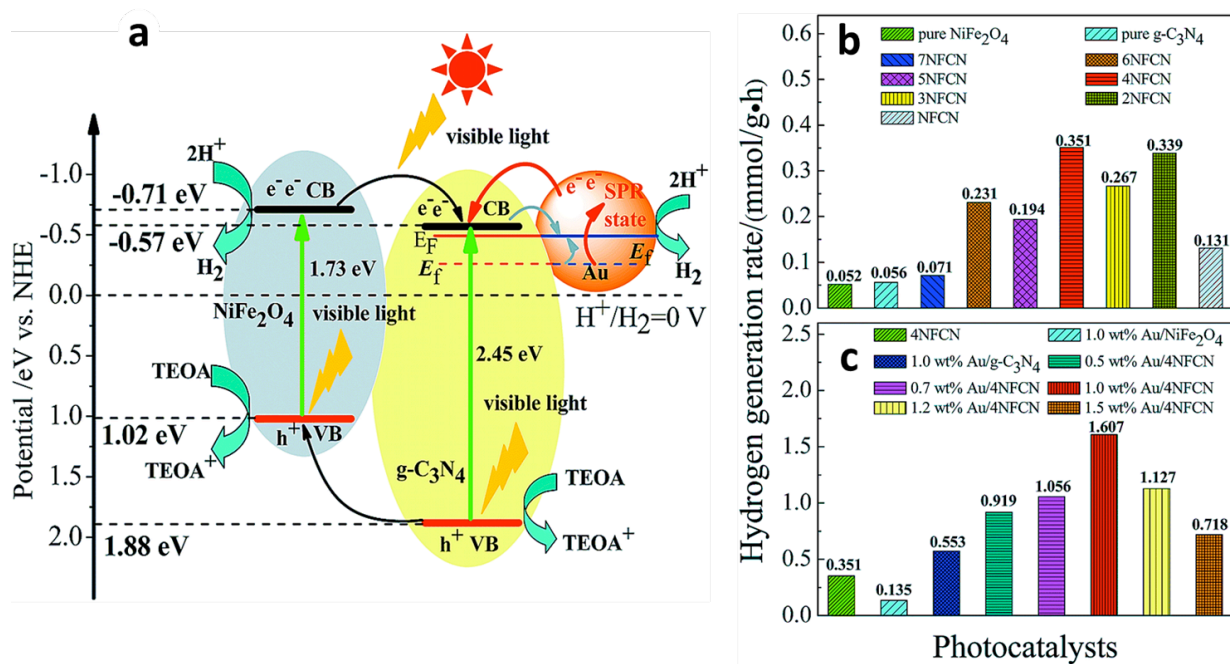 a
visible light
2H⁺
-1.0
-0.71 eV
e⁻e⁻ CB
-0.57 eV
-0.5
H₂
1.73 eV
e⁻e⁻ CB
E_F
E_f
e⁻ e⁻
SPR
state
Au
E_f
2H⁺
H₂
0.0
NiFe₂O₄
visible light
H⁺/H₂=0 V
Potential /eV vs. NHE
0.5
TEOA
2.45 eV
visible light
1.0
1.02 eV
h⁺ VB
TEOA⁺
1.5
g-C₃N₄
TEOA
1.88 eV
2.0
h⁺ VB
TEOA⁺
b
Hydrogen generation rate/(mmol/g•h)
0.6
0.5
0.4
0.3
0.2
0.1
0.0
pure NiFe₂O₄
pure g-C₃N₄
7NFCN
6NFCN
5NFCN
4NFCN
3NFCN
2NFCN
NFCN
0.052
0.056
0.071
0.231
0.194
0.351
0.267
0.339
0.131
c
2.5
2.0
1.5
1.0
0.5
0.0
4NFCN
1.0 wt% Au/NiFe₂O₄
1.0 wt% Au/g-C₃N₄
0.5 wt% Au/4NFCN
0.7 wt% Au/4NFCN
1.0 wt% Au/4NFCN
1.2 wt% Au/4NFCN
1.5 wt% Au/4NFCN
0.351
0.135
0.553
0.919
1.056
1.607
1.127
0.718
Photocatalysts